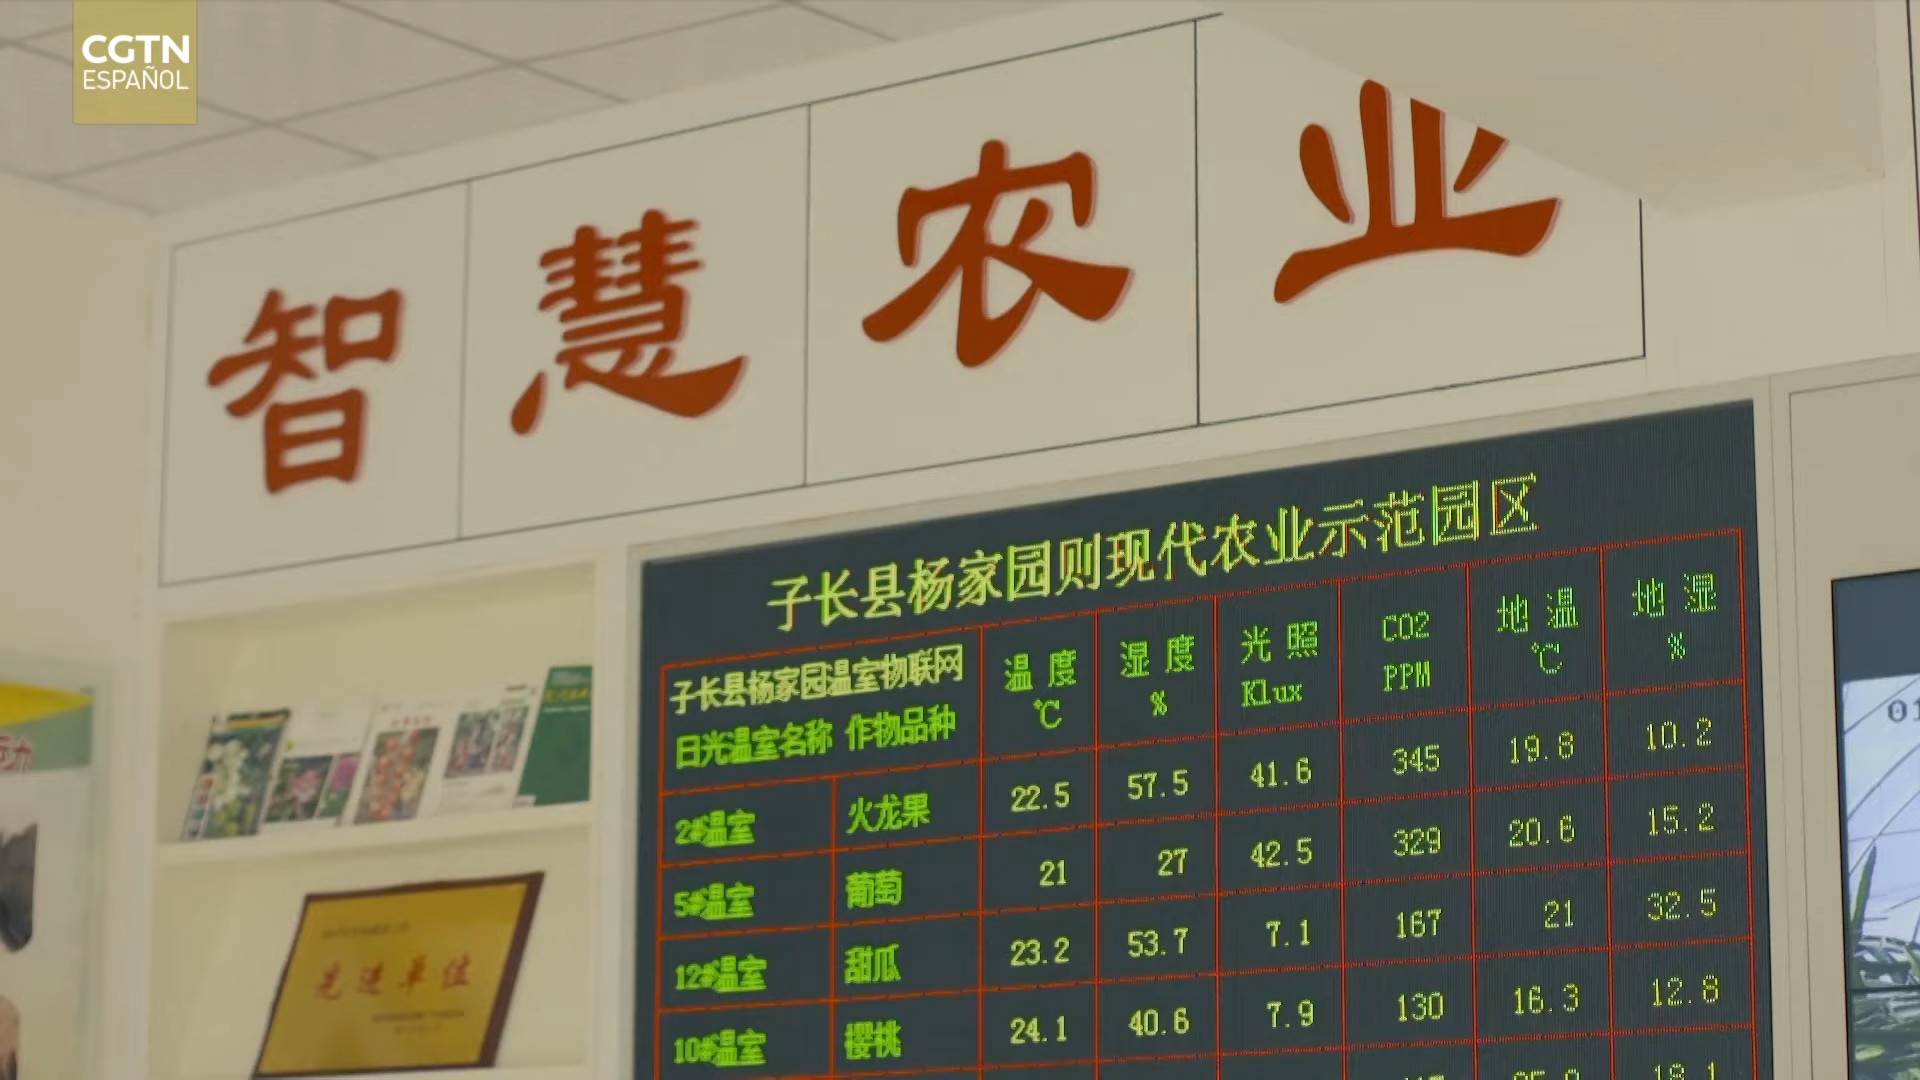 CGTN
ESPAÑOL
智慧农业
子长县杨家园则现代农业示范园区
子长县杨家园温室物联网
日光温室名称 作物品种
温度 ℃ 湿度 % 光照 Klux CO2 PPM 地温 ℃ 地湿 %
2#温室 火龙果 22.5 57.5 41.6 345 19.8 10.2
5#温室 葡萄 21 27 42.5 329 20.6 15.2
12#温室 甜瓜 23.2 53.7 7.1 167 21 32.5
10#温室 樱桃 24.1 40.6 7.9 130 16.3 12.8
18.1
先进单位
动
01